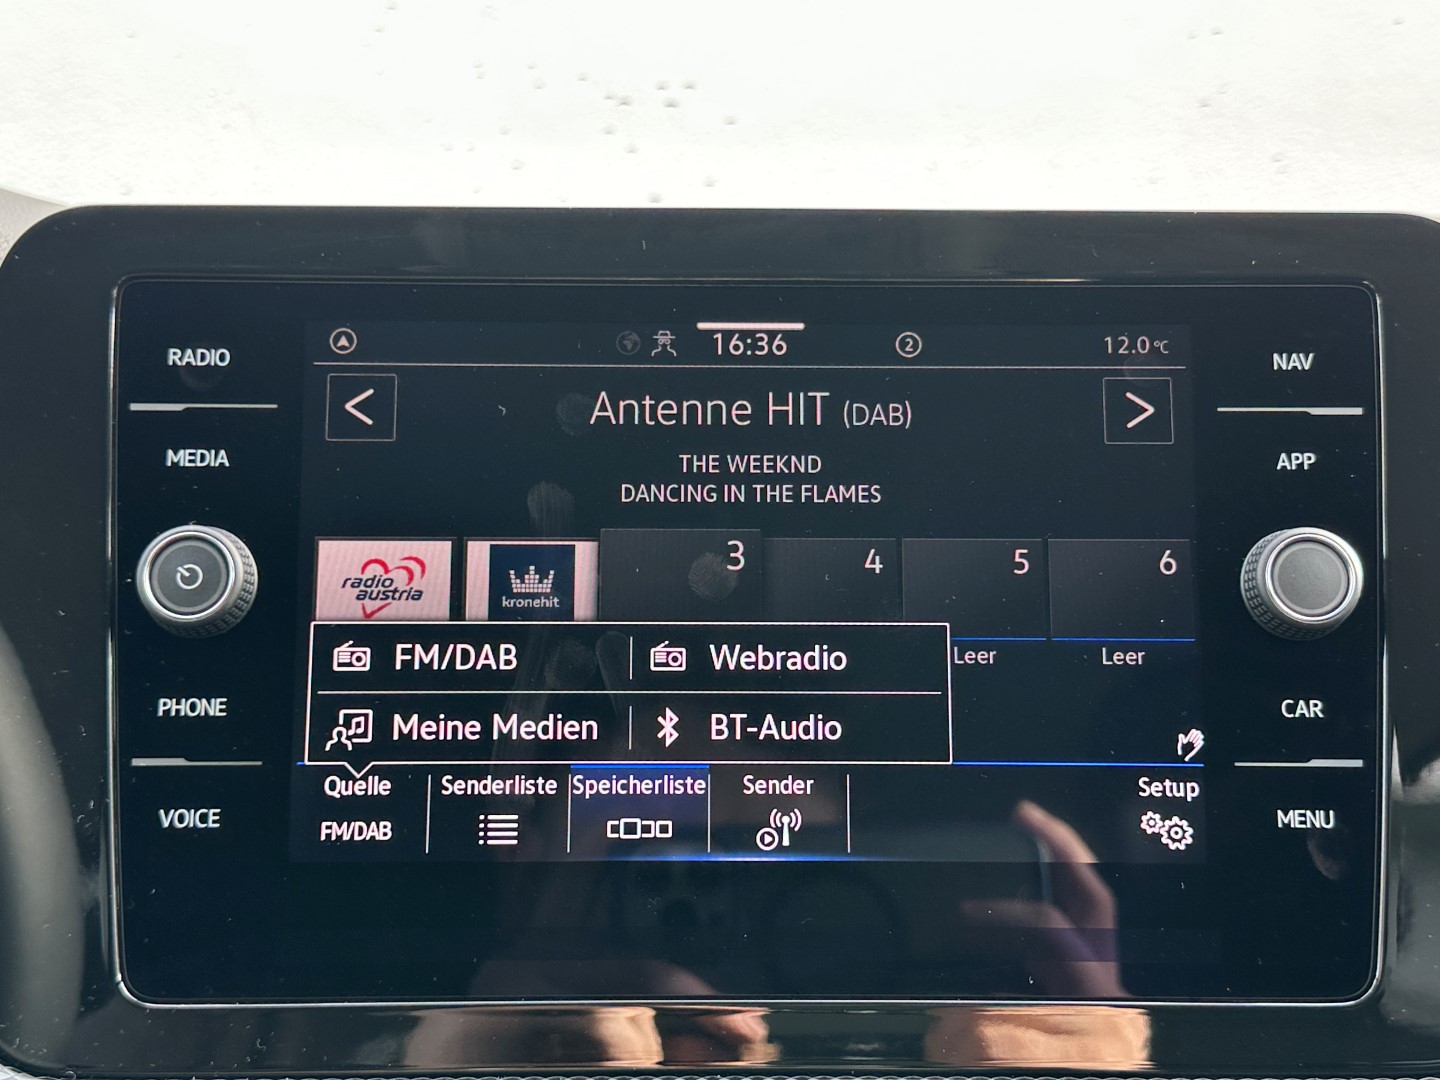 RADIO
MEDIA
PHONE
VOICE
16:36
2
12.0°C
< Antenne HIT (DAB) >
THE WEEKND
DANCING IN THE FLAMES
radio austria
kronehit
3
4
5
6
Leer
Leer
FM/DAB
Webradio
Meine Medien
BT-Audio
Quelle
FM/DAB
Senderliste
Speicherliste
Sender
Setup
NAV
APP
CAR
MENU